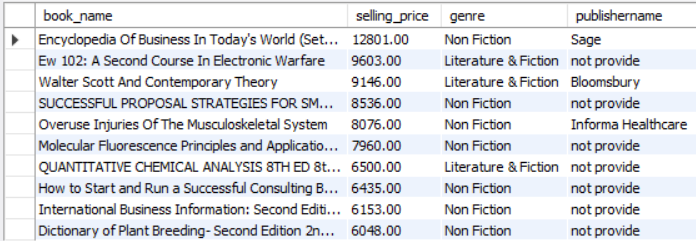 book_name selling_price genre publishername
Encyclopedia Of Business In Today's World (Set... 12801.00 Non Fiction Sage
Ew 102: A Second Course In Electronic Warfare 9603.00 Literature & Fiction not provide
Walter Scott And Contemporary Theory 9146.00 Literature & Fiction Bloomsbury
SUCCESSFUL PROPOSAL STRATEGIES FOR SM... 8536.00 Non Fiction not provide
Overuse Injuries Of The Musculoskeletal System 8076.00 Non Fiction Informa Healthcare
Molecular Fluorescence Principles and Applicatio... 7960.00 Non Fiction not provide
QUANTITATIVE CHEMICAL ANALYSIS 8TH ED 8t... 6500.00 Literature & Fiction not provide
How to Start and Run a Successful Consulting B... 6435.00 Non Fiction not provide
International Business Information: Second Editi... 6153.00 Non Fiction not provide
Dictionary of Plant Breeding- Second Edition 2n... 6048.00 Non Fiction not provide